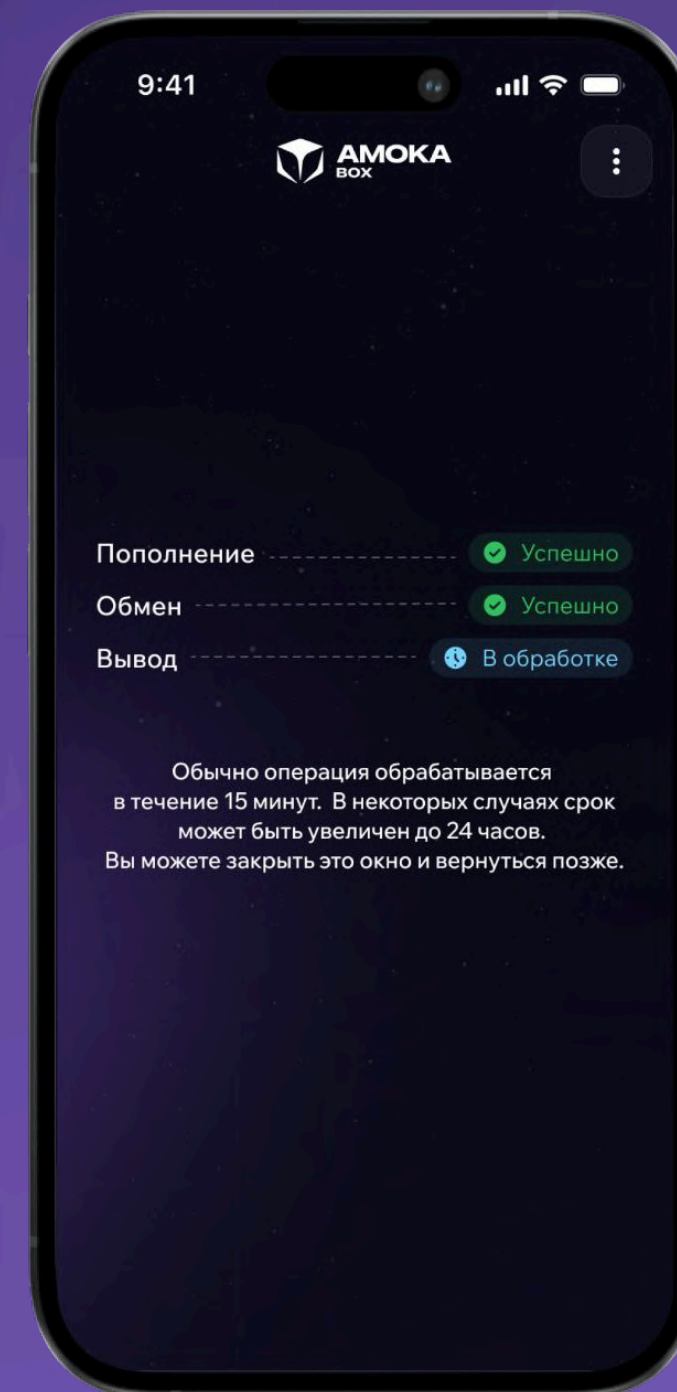 9:41
AMOKA
BOX
Пополнение Успешно
Обмен Успешно
Вывод В обработке
Обычно операция обрабатывается
в течение 15 минут. В некоторых случаях срок
может быть увеличен до 24 часов.
Вы можете закрыть это окно и вернуться позже.